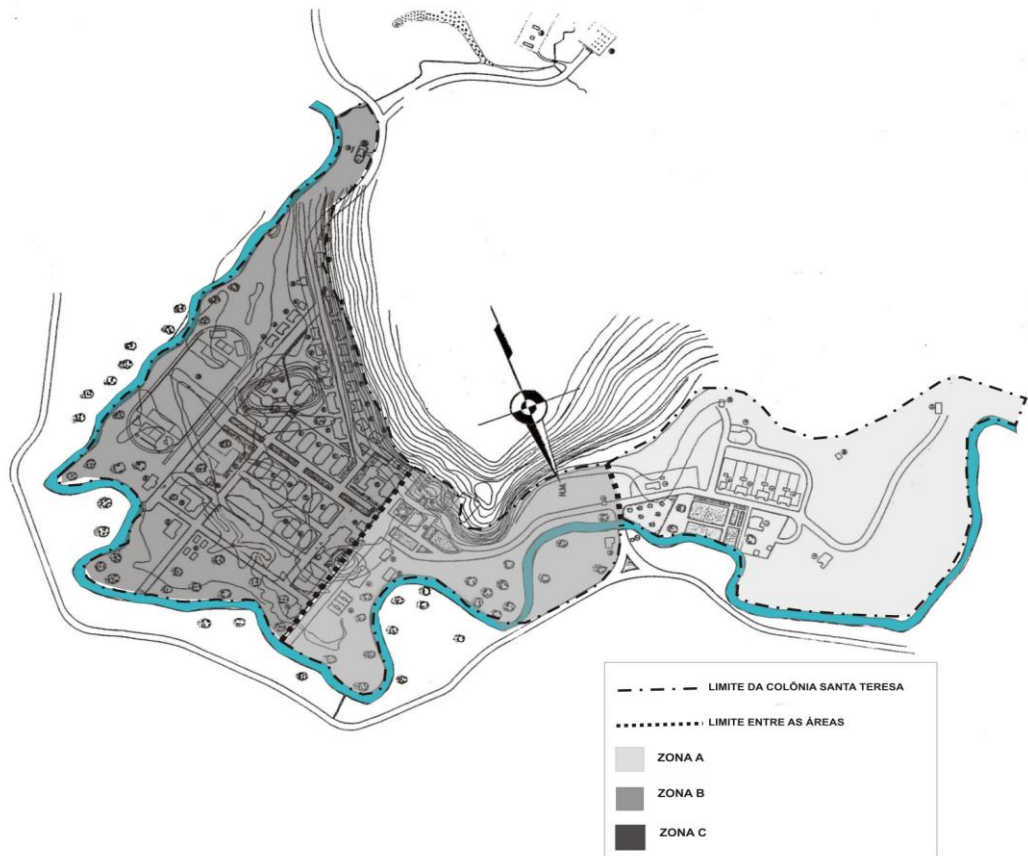 N.M.
LIMITE DA COLÔNIA SANTA TERESA
LIMITE ENTRE AS ÁREAS
ZONA A
ZONA B
ZONA C